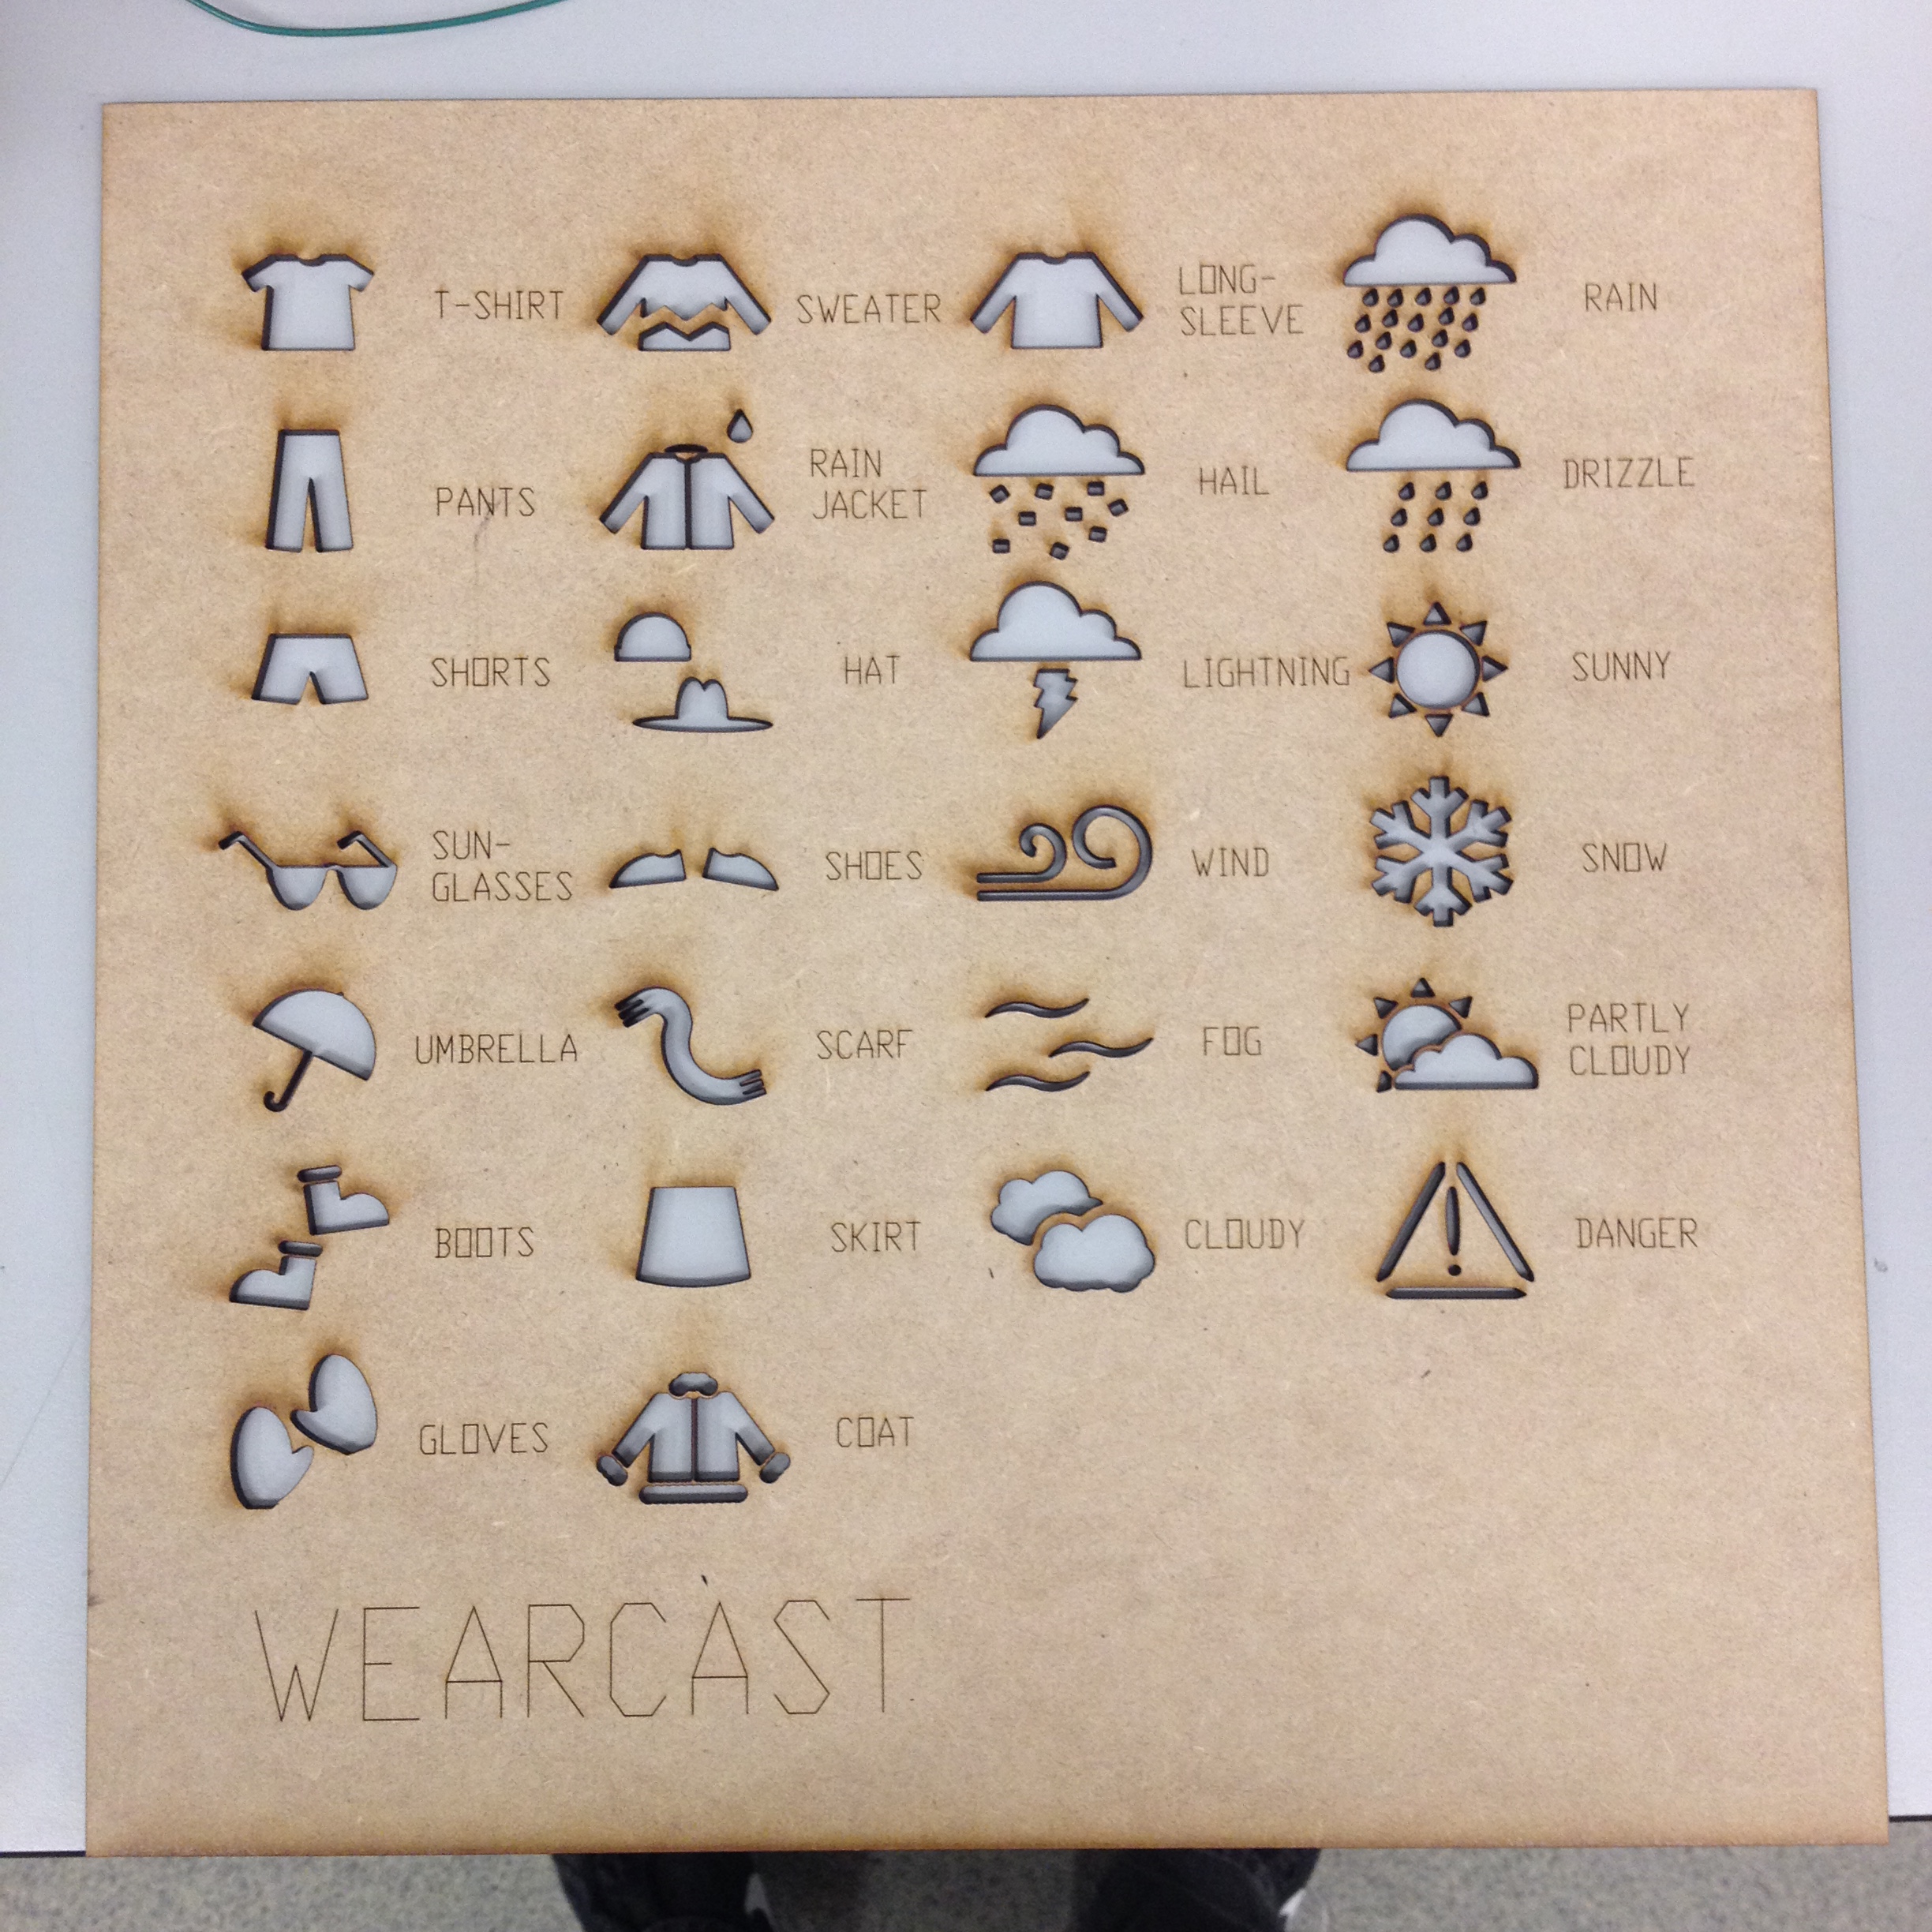 T-SHIRT
SWEATER
LONG-
SLEEVE
RAIN
PANTS
RAIN
JACKET
HAIL
DRIZZLE
SHORTS
HAT
LIGHTNING
SUNNY
SUN-
GLASSES
SHOES
WIND
SNOW
UMBRELLA
SCARF
FOG
PARTLY
CLOUDY
BOOTS
SKIRT
CLOUDY
DANGER
GLOVES
COAT
WEARCAST